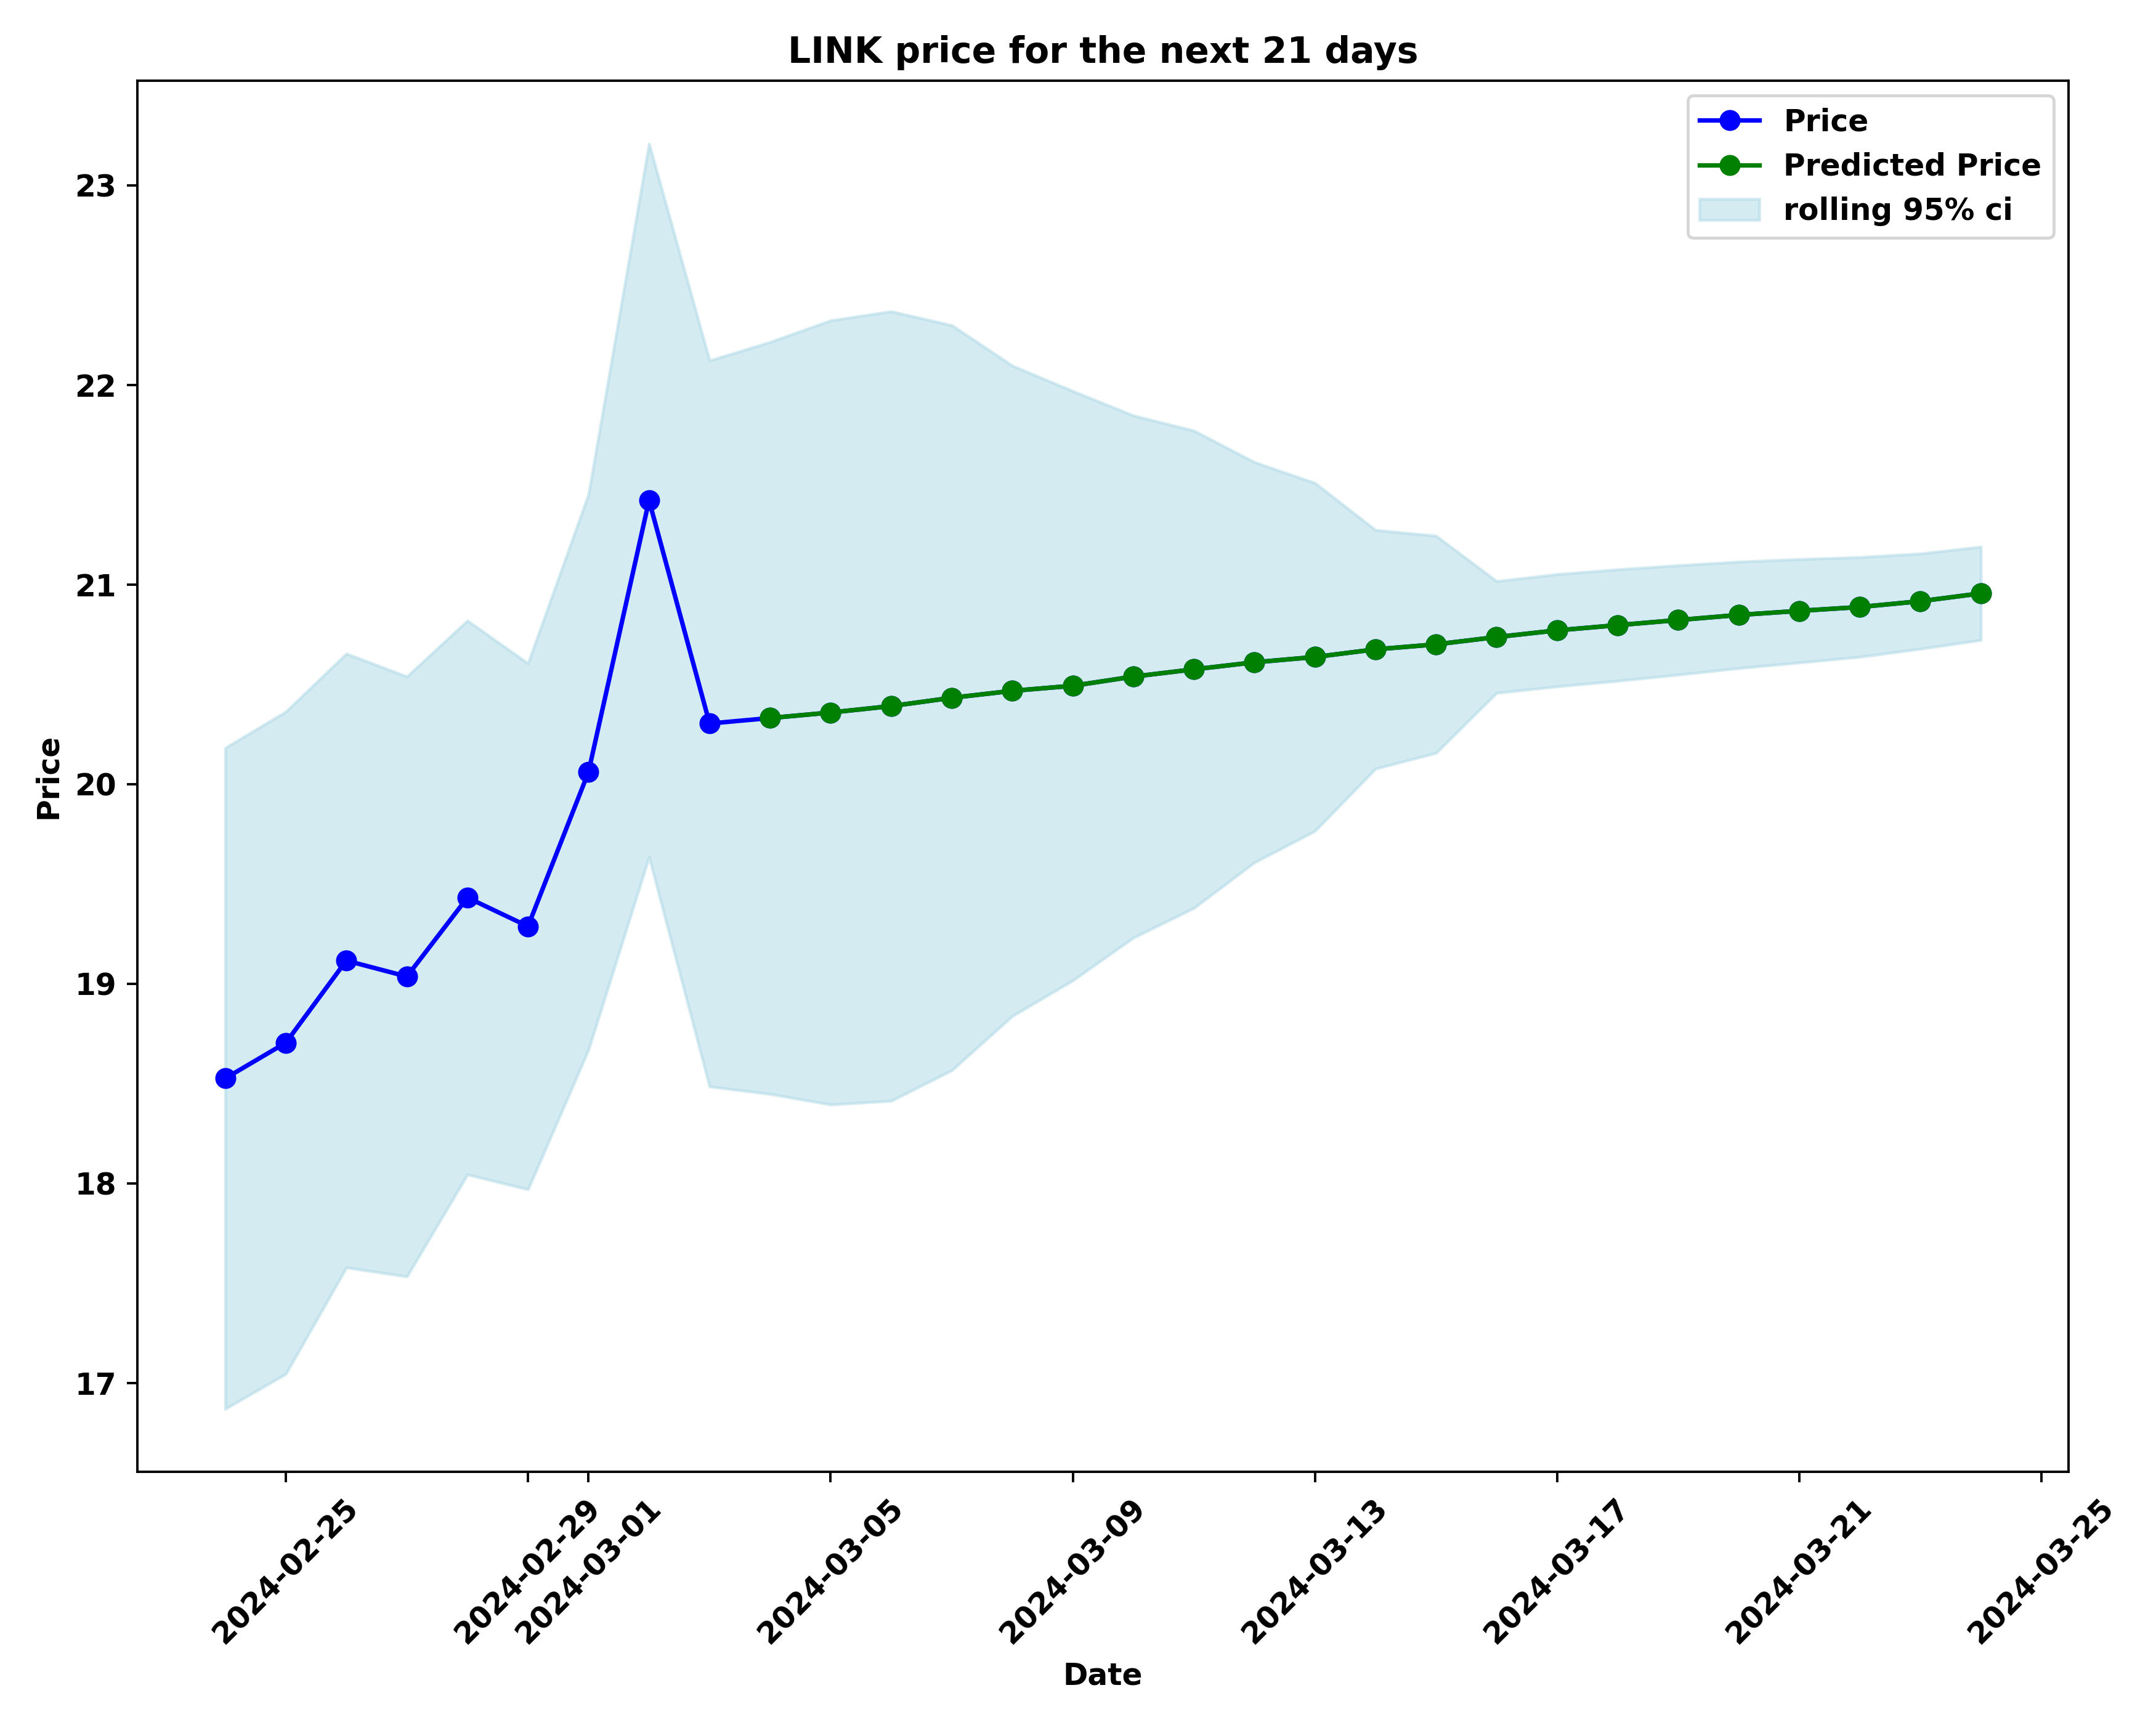 LINK price for the next 21 days
Price
Predicted Price
rolling 95% ci
23
22
21
20
19
18
17
Price
2024-02-25
2024-02-29
2024-03-01
2024-03-05
2024-03-09
2024-03-13
2024-03-17
2024-03-21
2024-03-25
Date